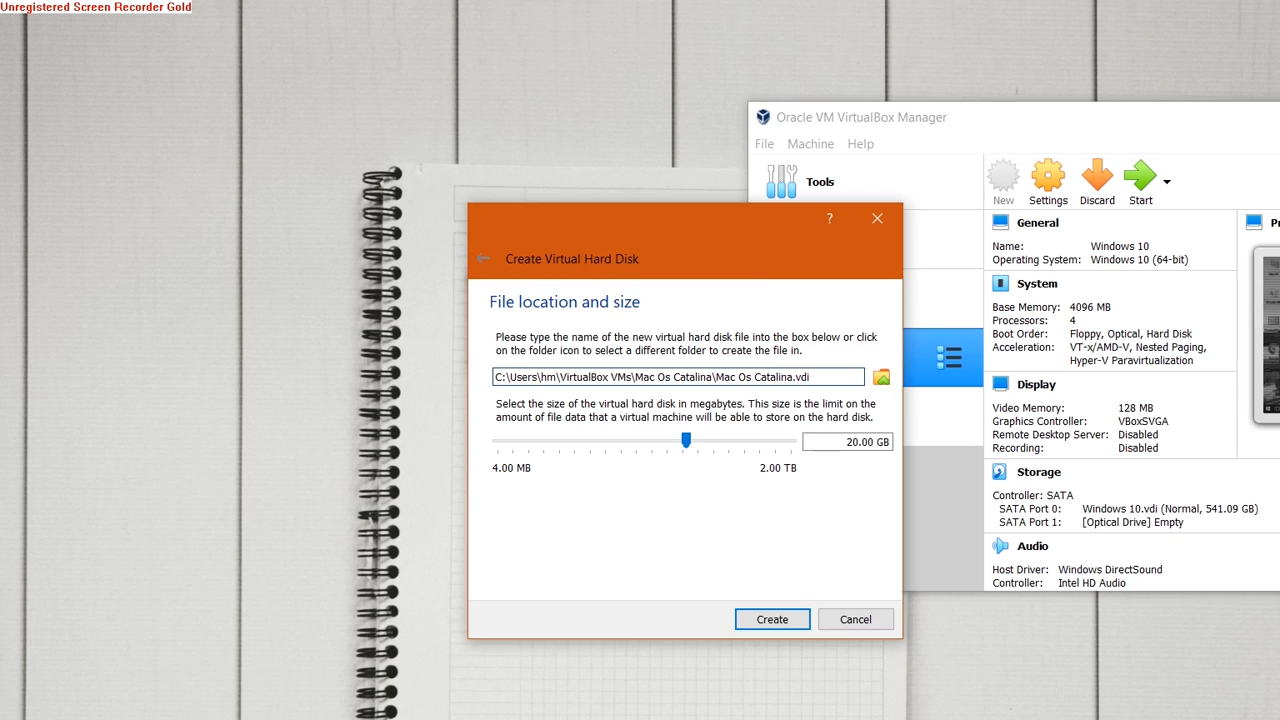 Unregistered Screen Recorder Gold
Oracle VM VirtualBox Manager
File Machine Help
Tools
New Settings Discard Start
General
Name: Windows 10
Operating System: Windows 10 (64-bit)
System
Base Memory: 4096 MB
Processors: 4
Boot Order: Floppy, Optical, Hard Disk
Acceleration: VT-x/AMD-V, Nested Paging,
Hyper-V Paravirtualization
Display
Video Memory: 128 MB
Graphics Controller: VBoxSVGA
Remote Desktop Server: Disabled
Recording: Disabled
Storage
Controller: SATA
SATA Port 0: Windows 10.vdi (Normal, 541.09 GB)
SATA Port 1: [Optical Drive] Empty
Audio
Host Driver: Windows DirectSound
Controller: Intel HD Audio
?
Create Virtual Hard Disk
File location and size
Please type the name of the new virtual hard disk file into the box below or click
on the folder icon to select a different folder to create the file in.
C:\Users\hm\VirtualBox VMs\Mac Os Catalina\Mac Os Catalina.vdi
Select the size of the virtual hard disk in megabytes. This size is the limit on the
amount of file data that a virtual machine will be able to store on the hard disk.
20.00 GB
4.00 MB 2.00 TB
Create Cancel